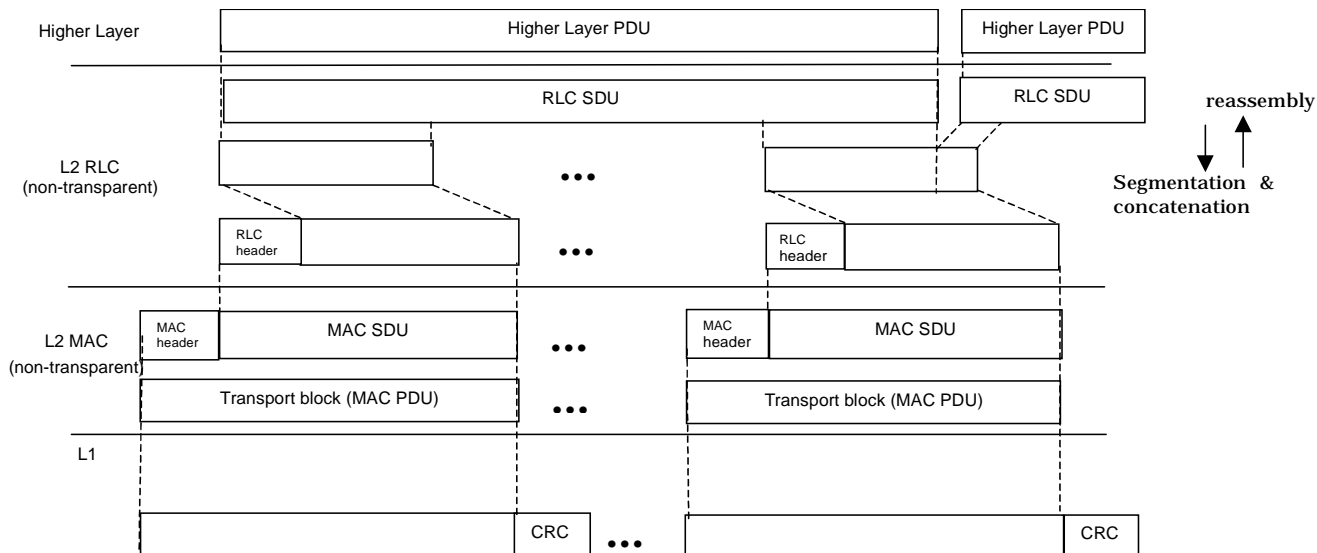 Higher Layer
Higher Layer PDU
Higher Layer PDU
RLC SDU
RLC SDU
reassembly
L2 RLC
(non-transparent)
•••
Segmentation &
concatenation
RLC
header
•••
RLC
header
L2 MAC
(non-transparent)
MAC
header
MAC SDU
•••
MAC
header
MAC SDU
Transport block (MAC PDU)
•••
Transport block (MAC PDU)
L1
CRC
•••
CRC